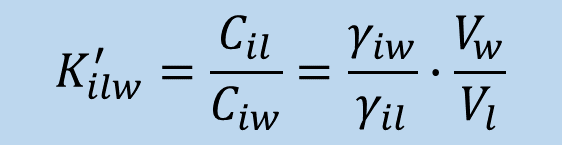 K′ilw = Cil / Ciw = γiw / γil · Vw / Vl